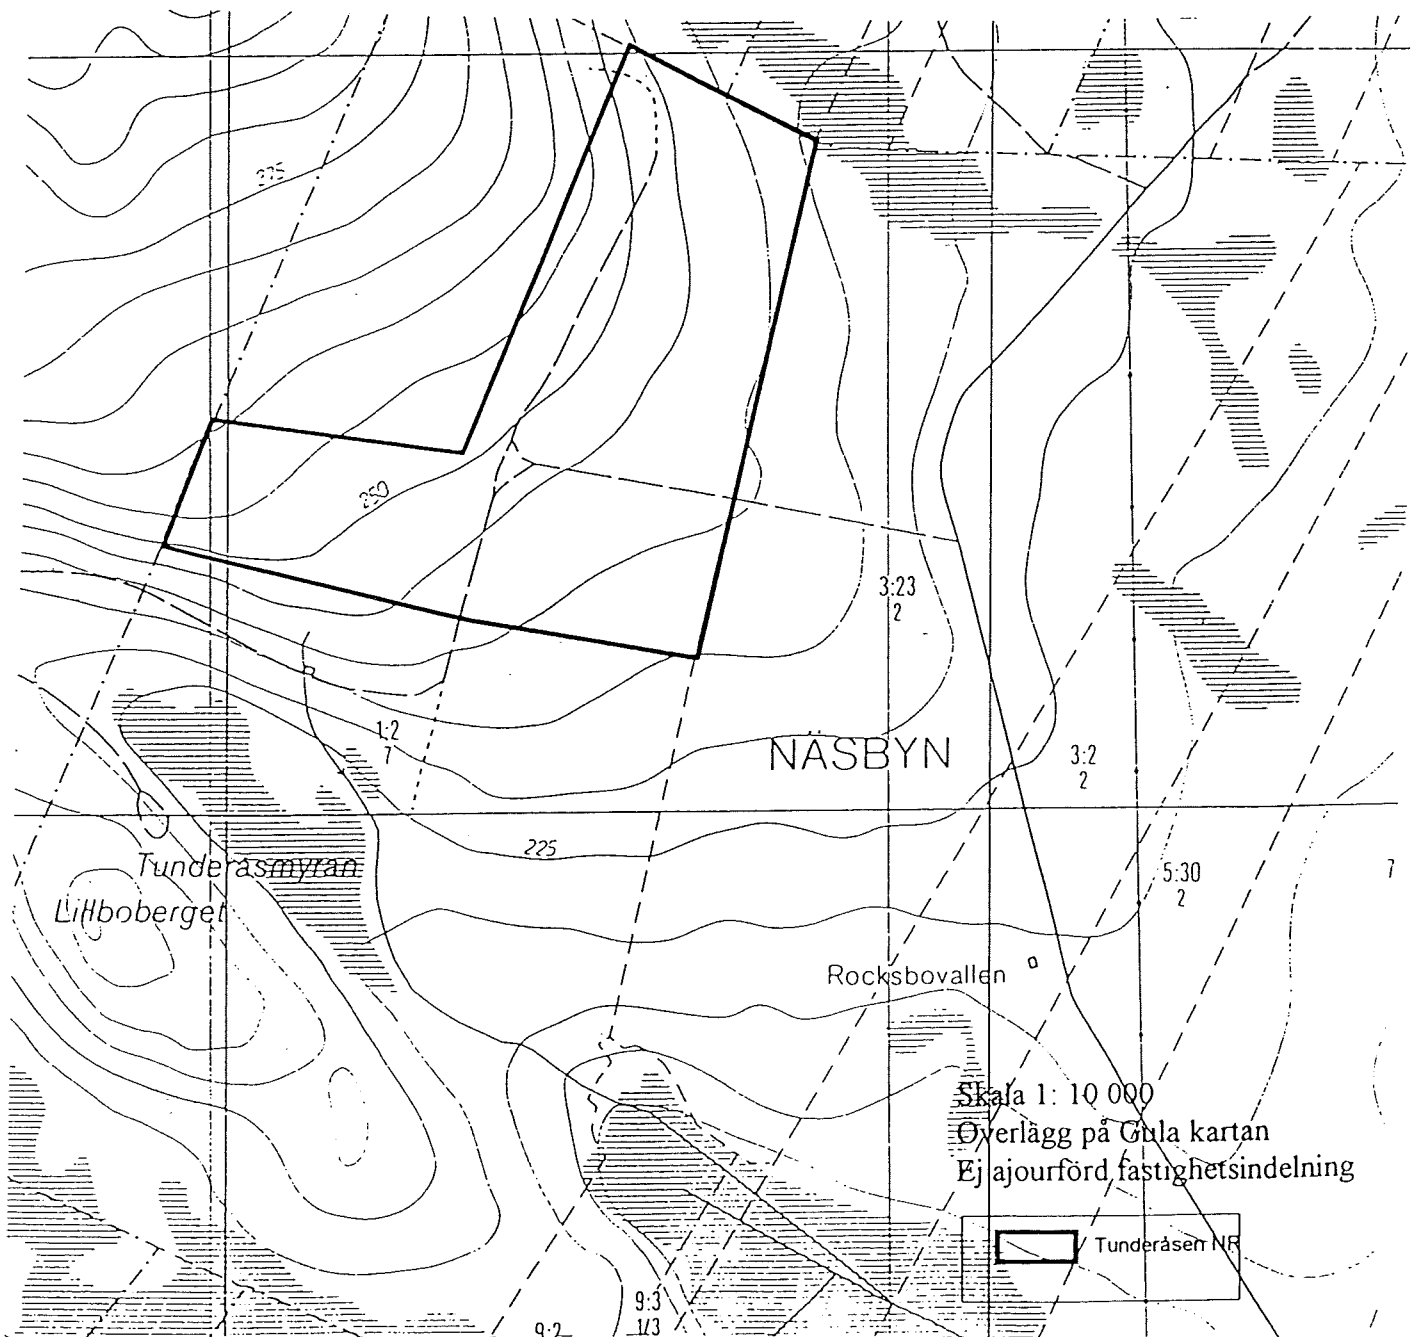 275
250
3:23
2
1:2
7
NÄSBYN
3:2
2
225
Tunderåsmyran
5:30
2
7
Lillboberget
Rocksbovallen
Skala 1: 10 000
Överlägg på Gula kartan
Ej ajourförd fastighetsindelning
Tunderåsen NR
9:3
1/3
9:2